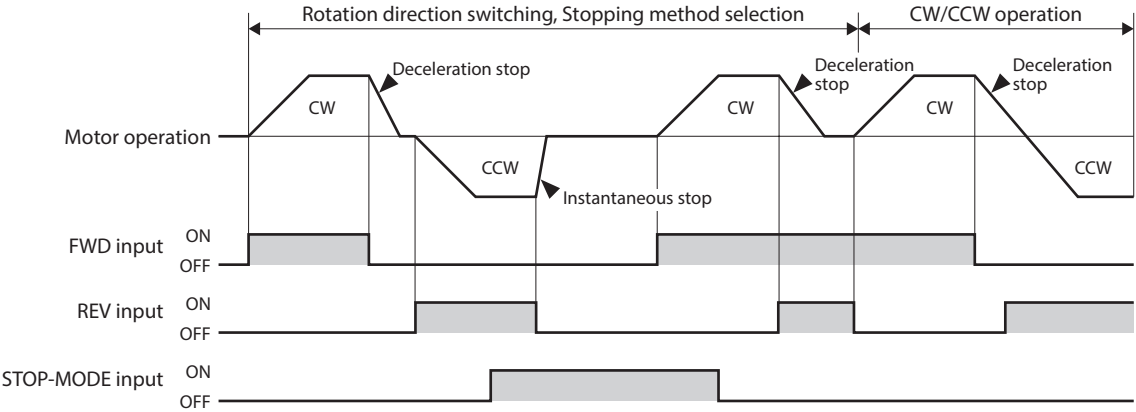 Rotation direction switching, Stopping method selection
CW/CCW operation
Deceleration stop
Deceleration
stop
Deceleration
stop
CW
CW
CW
Motor operation
CCW
CCW
Instantaneous stop
FWD input
ON
OFF
REV input
ON
OFF
STOP-MODE input
ON
OFF